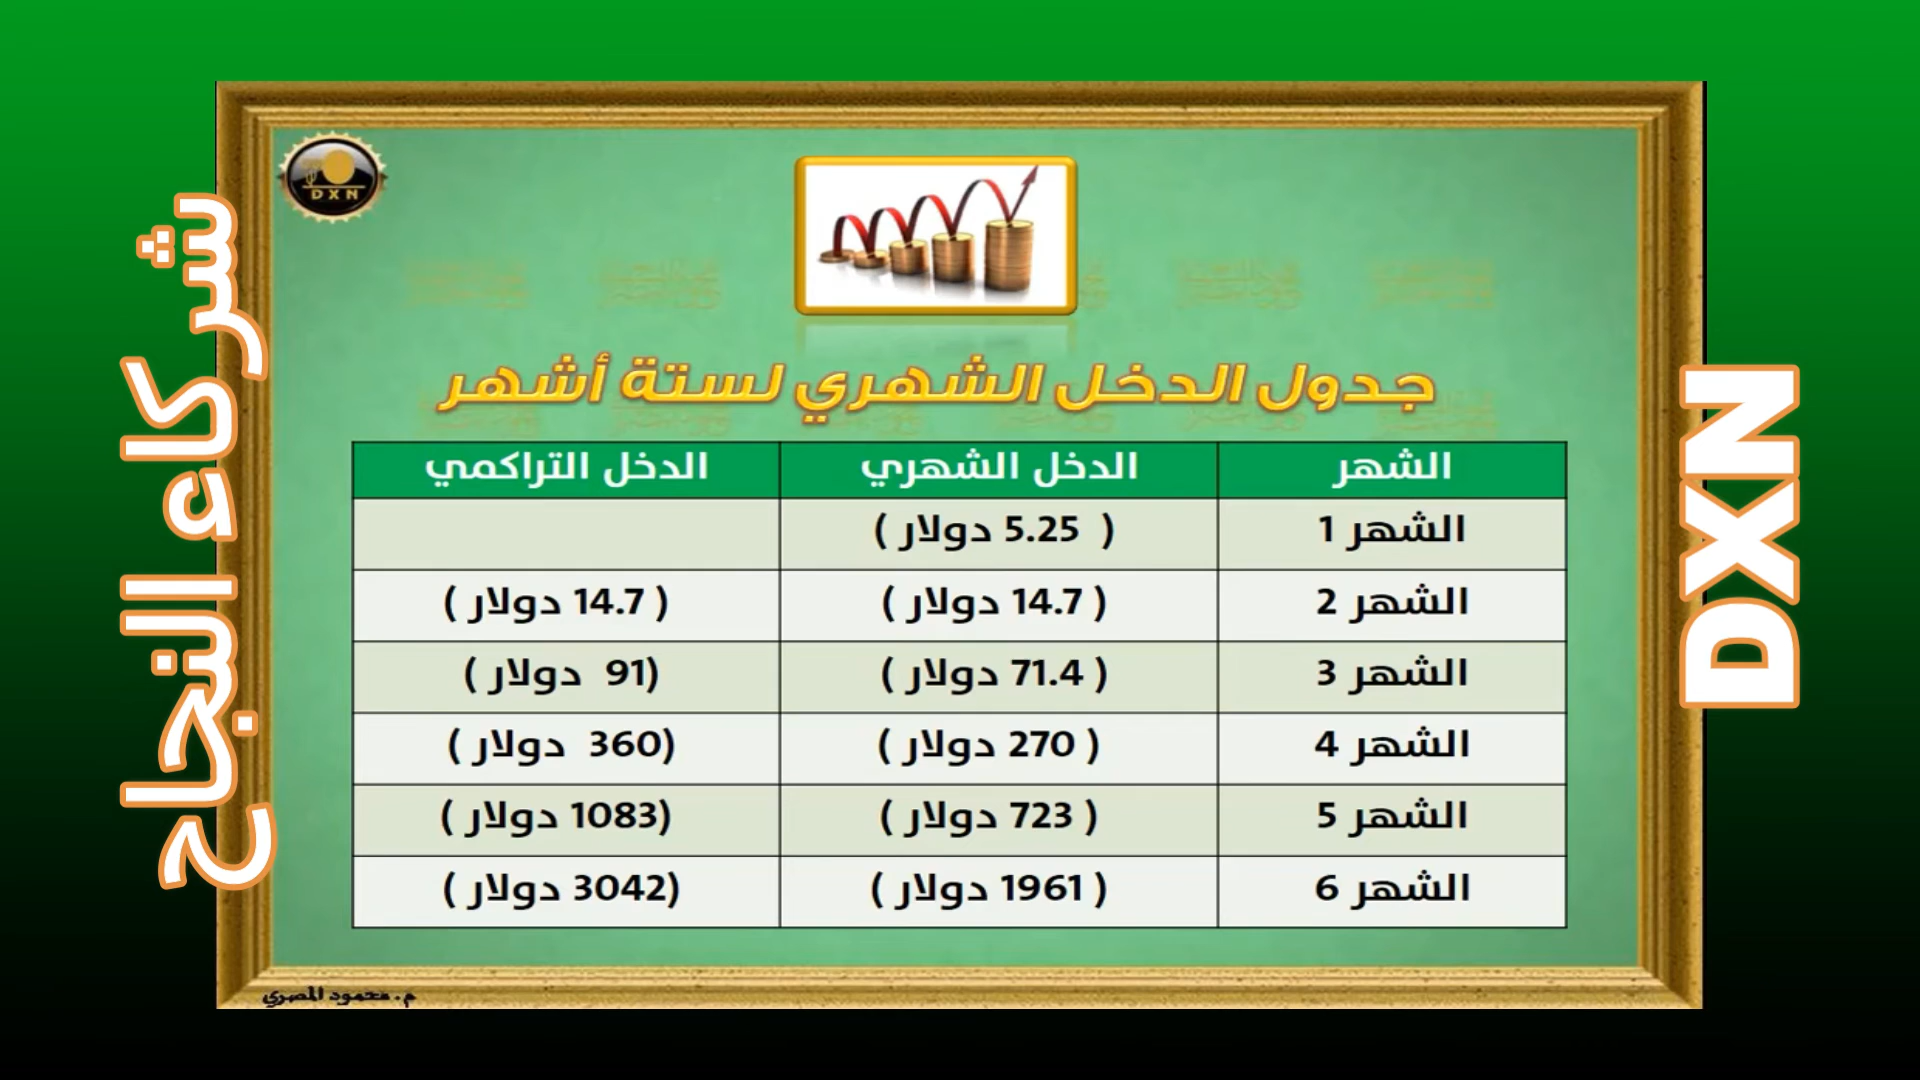 شركاء النجاح
DXN
DXN
جدول الدخل الشهري لستة أشهر
الشهر الدخل الشهري الدخل التراكمي
الشهر 1 ( 5.25 دولار )
الشهر 2 ( 14.7 دولار ) ( 14.7 دولار )
الشهر 3 ( 71.4 دولار ) (91 دولار )
الشهر 4 ( 270 دولار ) (360 دولار )
الشهر 5 ( 723 دولار ) (1083 دولار )
الشهر 6 ( 1961 دولار ) (3042 دولار )
م. محمود المصري